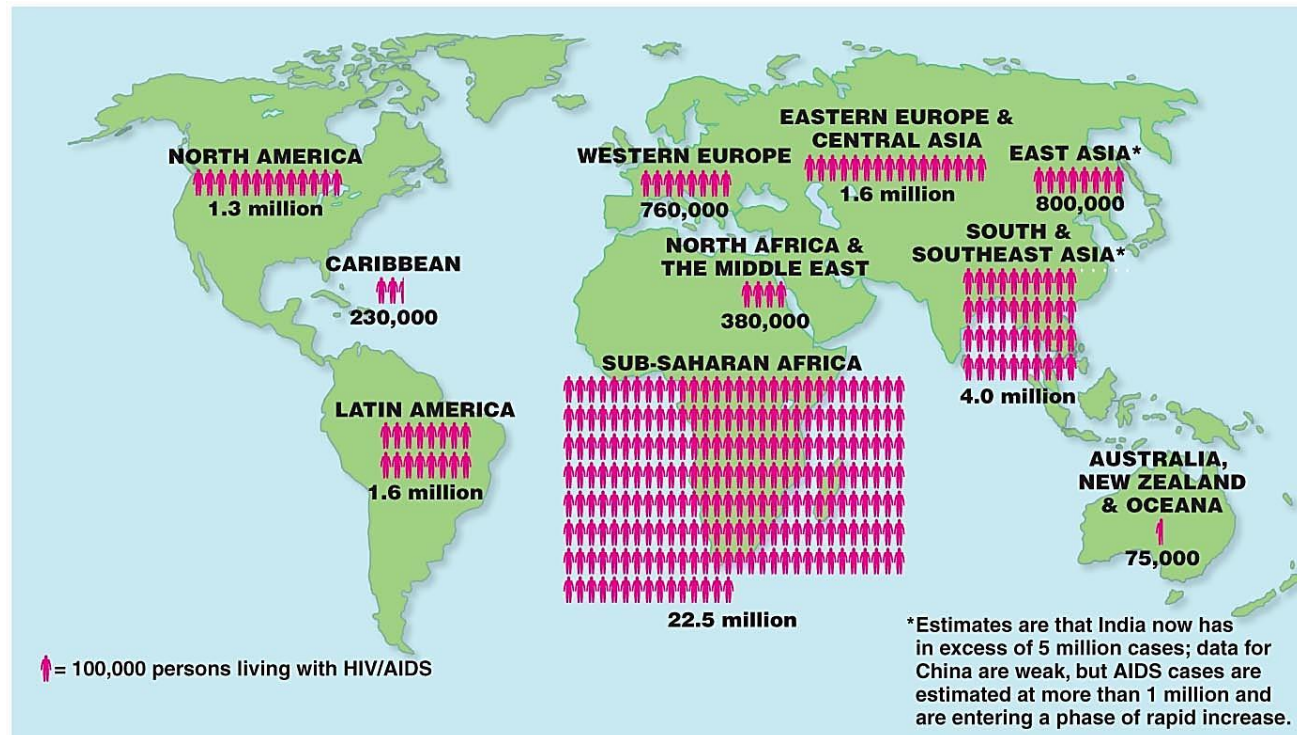 NORTH AMERICA
1.3 million
CARIBBEAN
230,000
LATIN AMERICA
1.6 million
WESTERN EUROPE
760,000
EASTERN EUROPE &
CENTRAL ASIA
1.6 million
EAST ASIA*
800,000
NORTH AFRICA &
THE MIDDLE EAST
380,000
SOUTH &
SOUTHEAST ASIA*
4.0 million
SUB-SAHARAN AFRICA
22.5 million
AUSTRALIA,
NEW ZEALAND
& OCEANA
75,000
= 100,000 persons living with HIV/AIDS
*Estimates are that India now has
in excess of 5 million cases; data for
China are weak, but AIDS cases are
estimated at more than 1 million and
are entering a phase of rapid increase.